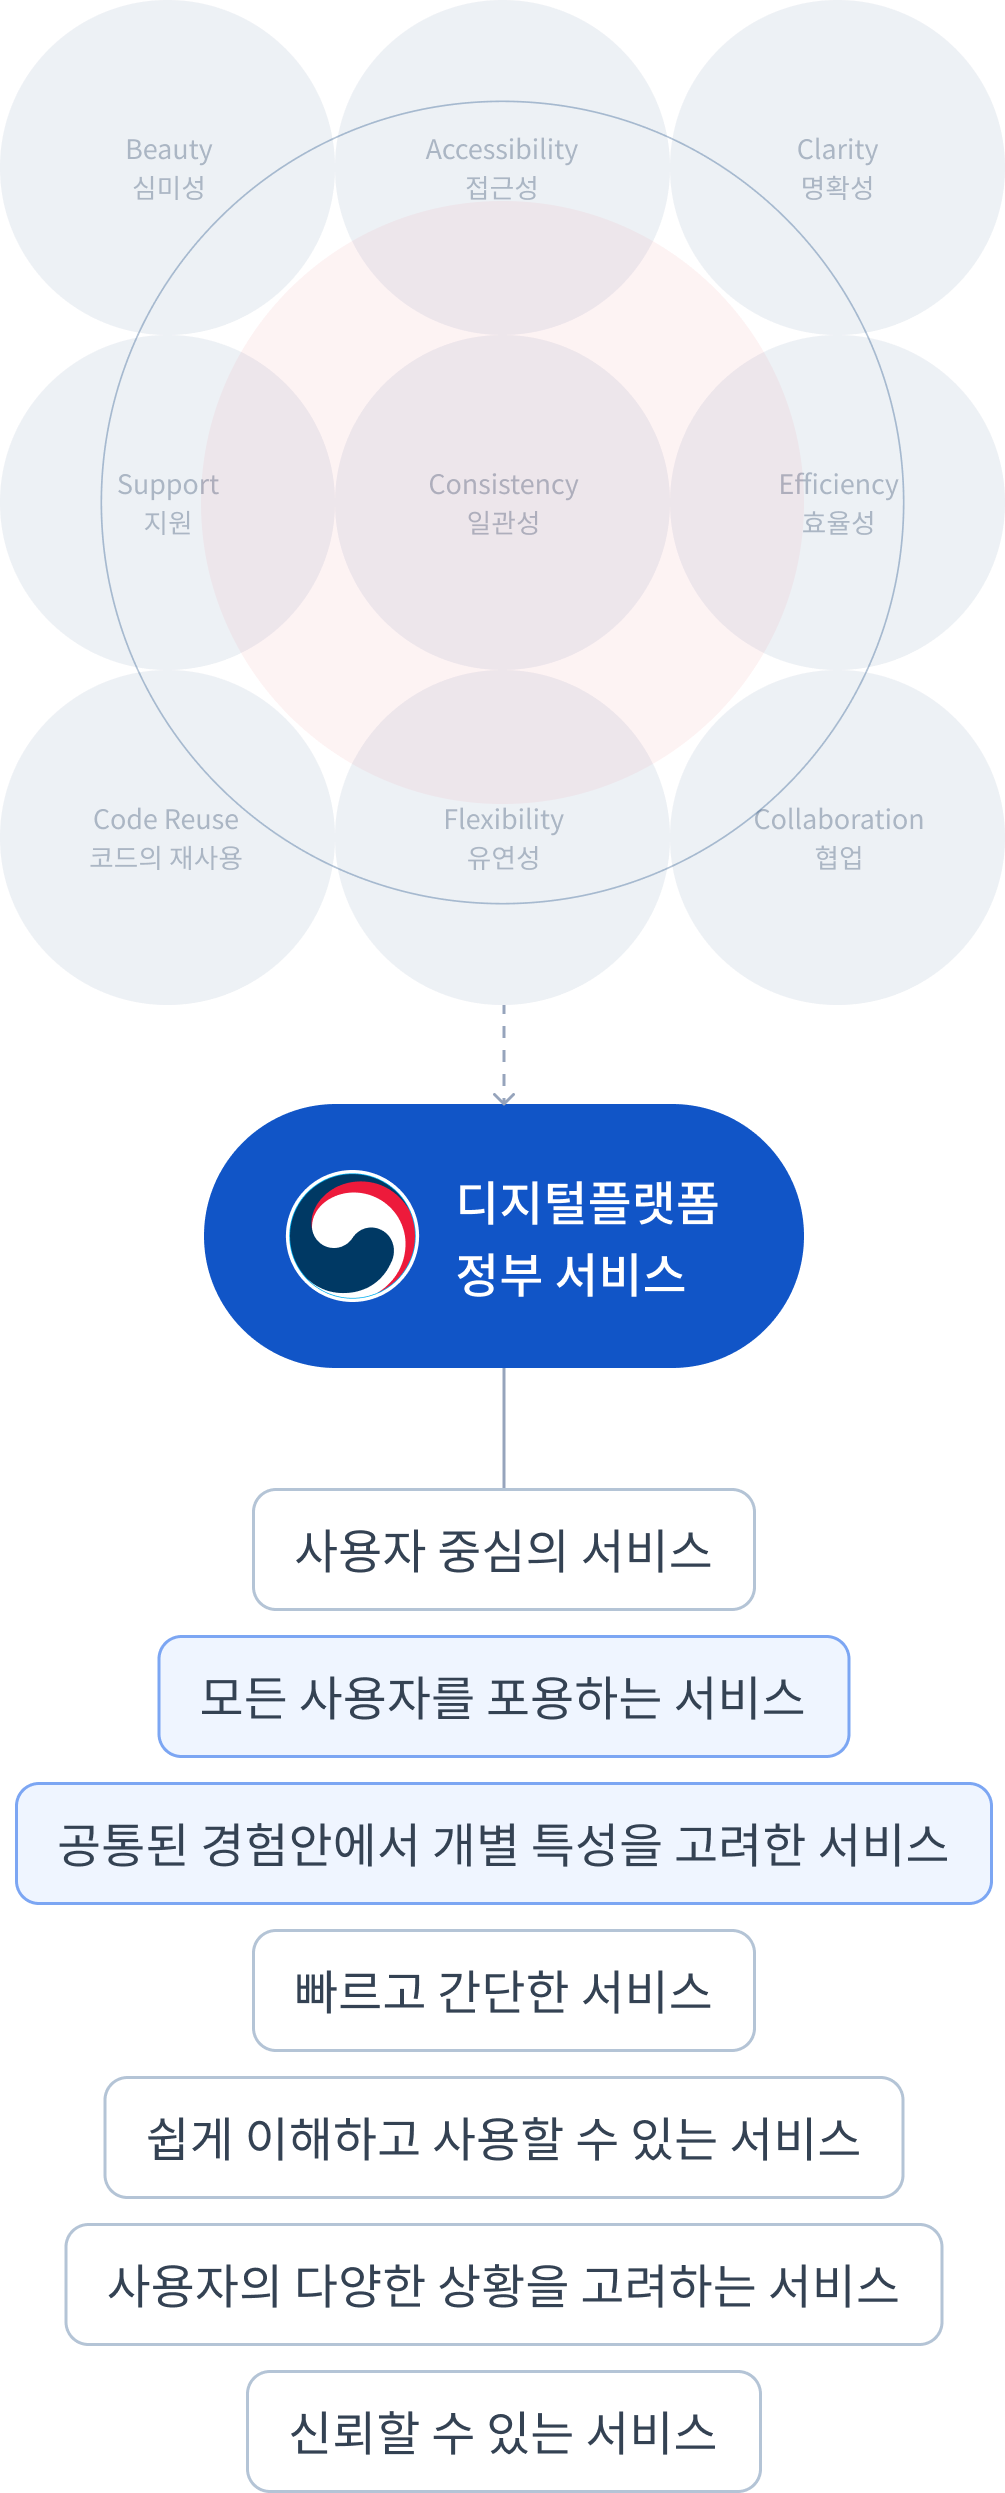 Beauty
심미성
Accessibility
접근성
Clarity
명확성
Support
지원
Consistency
일관성
Efficiency
효율성
Code Reuse
코드의 재사용
Flexibility
유연성
Collaboration
협업
디지털플랫폼
정부 서비스
사용자 중심의 서비스
모든 사용자를 포용하는 서비스
공통된 경험안에서 개별 특성을 고려한 서비스
빠르고 간단한 서비스
쉽게 이해하고 사용할 수 있는 서비스
사용자의 다양한 상황을 고려하는 서비스
신뢰할 수 있는 서비스